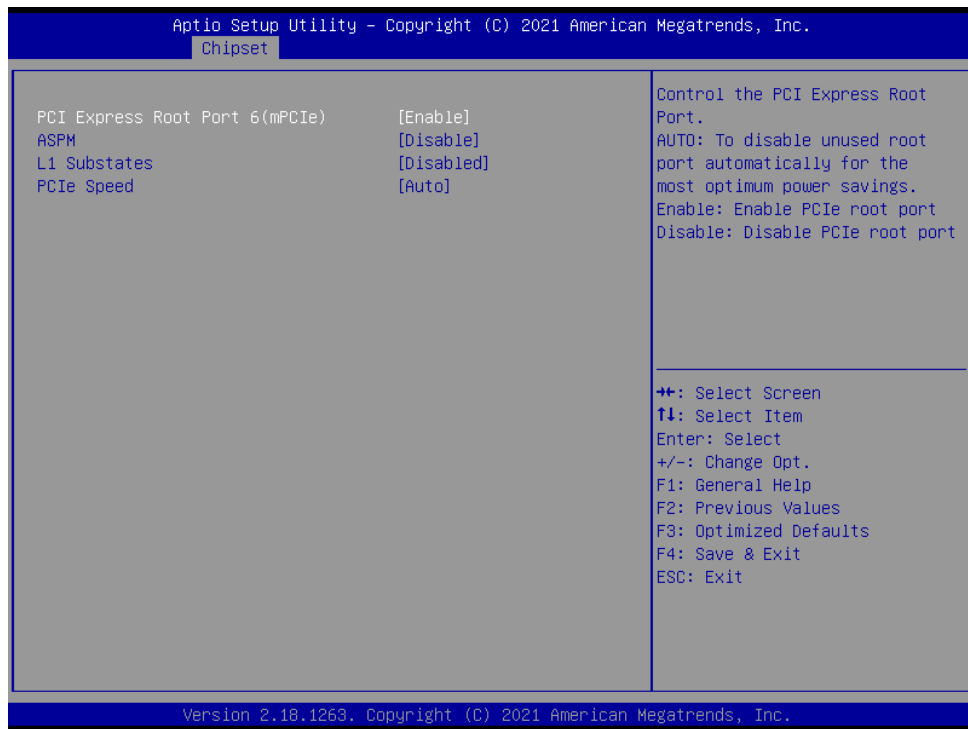 Aptio Setup Utility – Copyright (C) 2021 American Megatrends, Inc.
Chipset
PCI Express Root Port 6(mPCIe) [Enable]
ASPM [Disable]
L1 Substates [Disabled]
PCIe Speed [Auto]
Control the PCI Express Root
Port.
AUTO: To disable unused root
port automatically for the
most optimum power savings.
Enable: Enable PCIe root port
Disable: Disable PCIe root port
→←: Select Screen
↑↓: Select Item
Enter: Select
+/-: Change Opt.
F1: General Help
F2: Previous Values
F3: Optimized Defaults
F4: Save & Exit
ESC: Exit
Version 2.18.1263. Copyright (C) 2021 American Megatrends, Inc.